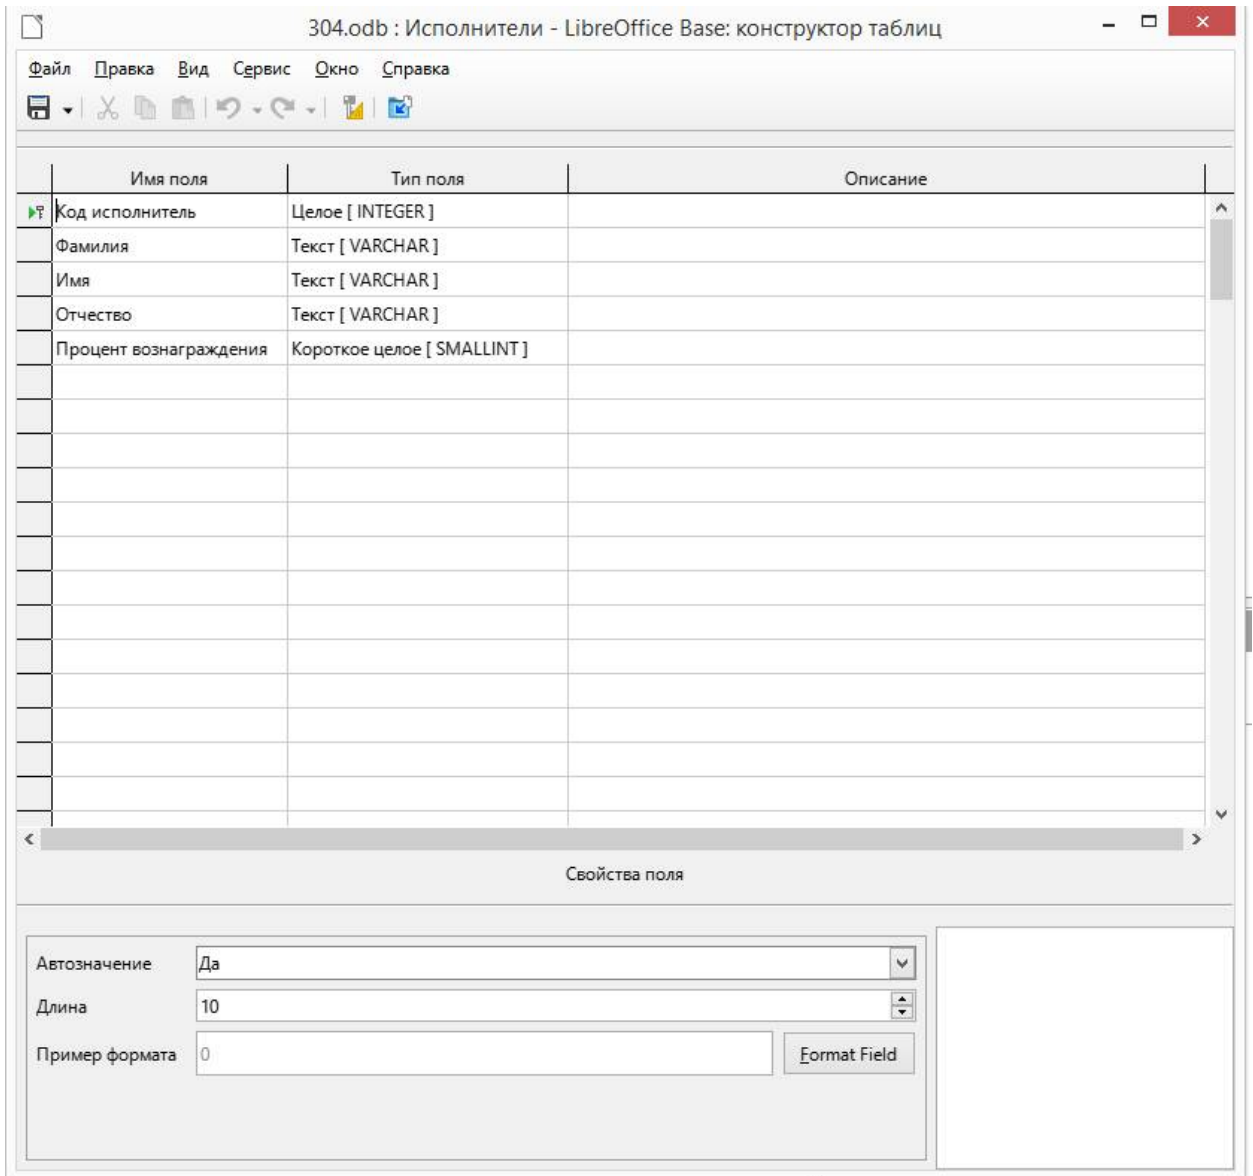 304.odb : Исполнители - LibreOffice Base: конструктор таблиц
Файл Правка Вид Сервис Окно Справка
Имя поля Тип поля Описание
Код исполнитель Целое [ INTEGER ]
Фамилия Текст [ VARCHAR ]
Имя Текст [ VARCHAR ]
Отчество Текст [ VARCHAR ]
Процент вознаграждения Короткое целое [ SMALLINT ]
Свойства поля
Автозначение Да
Длина 10
Пример формата 0 Format Field